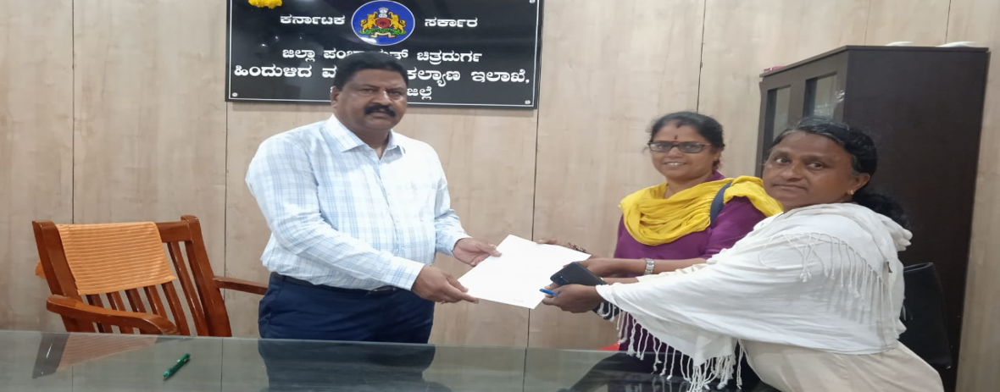 ಕರ್ನಾಟಕ ಸರ್ಕಾರ
ಜಿಲ್ಲಾ ಚಿತ್ರದುರ್ಗ
ಹಿಂದುಳಿದ ಕಲ್ಯಾಣ ಇಲಾಖೆ,
ಜಿಲ್ಲೆ